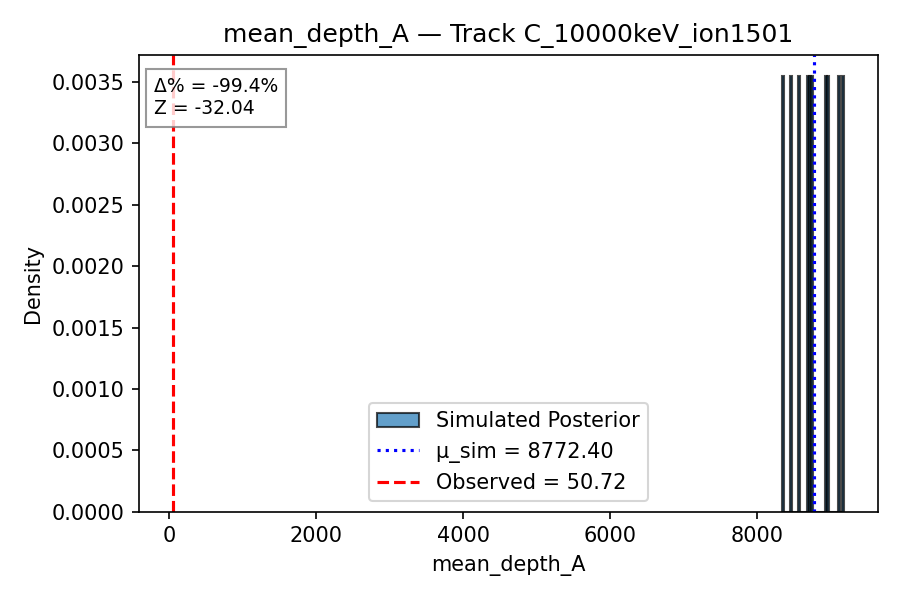 mean_depth_A — Track C_10000keV_ion1501
Δ% = -99.4%
Z = -32.04
0.0035
0.0030
0.0025
0.0020
0.0015
0.0010
0.0005
0.0000
Density
Simulated Posterior
μ_sim = 8772.40
Observed = 50.72
0 2000 4000 6000 8000
mean_depth_A